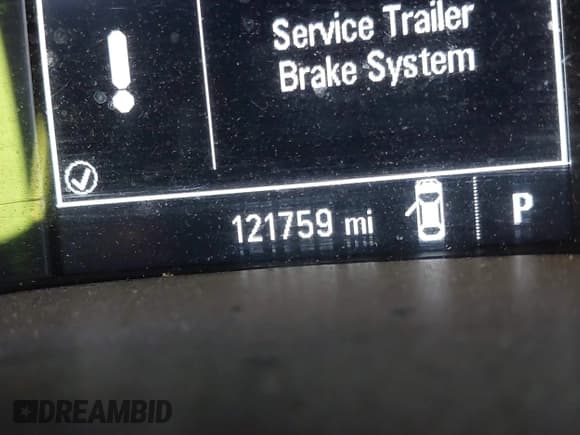 Service Trailer
Brake System
121759 mi
P
DREAMBID